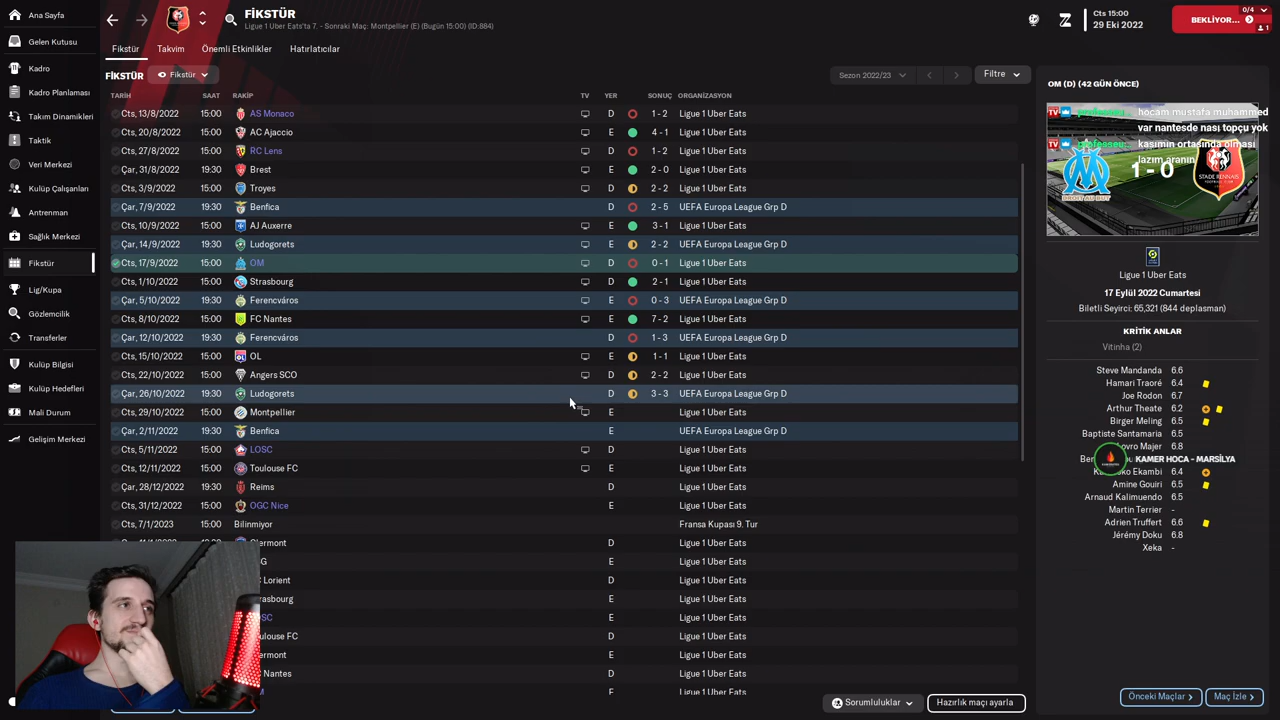 Ana Sayfa
Gelen Kutusu
Kadro
Kadro Planlaması
Takım Dinamikleri
Taktik
Veri Merkezi
Kulüp Çalışanları
Antrenman
Sağlık Merkezi
Fikstür
Lig/Kupa
Gözlemcilik
Transferler
Kulüp Bilgisi
Kulüp Hedefleri
Mali Durum
Gelişim Merkezi
FİKSTÜR
Ligue 1 Uber Eats'ta 7. - Sonraki Maç: Montpellier (E) (Bugün 15:00) (ID:884)
Cts 15:00
29 Eki 2022
BEKLİYOR...
0/4
1
Fikstür Takvim Önemli Etkinlikler Hatırlatıcılar
FİKSTÜR Fikstür Sezon 2022/23 Filtre
TARİH SAAT RAKİP TV YER SONUÇ ORGANİZASYON
Cts, 13/8/2022 15:00 AS Monaco D 1 - 2 Ligue 1 Uber Eats
Cts, 20/8/2022 15:00 AC Ajaccio E 4 - 1 Ligue 1 Uber Eats
Cts, 27/8/2022 15:00 RC Lens D 1 - 2 Ligue 1 Uber Eats
Çar, 31/8/2022 19:30 Brest E 2 - 0 Ligue 1 Uber Eats
Cts, 3/9/2022 15:00 Troyes D 2 - 2 Ligue 1 Uber Eats
Çar, 7/9/2022 19:30 Benfica D 2 - 5 UEFA Europa League Grp D
Cts, 10/9/2022 15:00 AJ Auxerre E 3 - 1 Ligue 1 Uber Eats
Çar, 14/9/2022 19:30 Ludogorets E 2 - 2 UEFA Europa League Grp D
Cts, 17/9/2022 15:00 OM D 0 - 1 Ligue 1 Uber Eats
Cts, 1/10/2022 15:00 Strasbourg D 2 - 1 Ligue 1 Uber Eats
Çar, 5/10/2022 19:30 Ferencváros E 0 - 3 UEFA Europa League Grp D
Cts, 8/10/2022 15:00 FC Nantes E 7 - 2 Ligue 1 Uber Eats
Çar, 12/10/2022 19:30 Ferencváros D 1 - 3 UEFA Europa League Grp D
Cts, 15/10/2022 15:00 OL E 1 - 1 Ligue 1 Uber Eats
Cts, 22/10/2022 15:00 Angers SCO D 2 - 2 Ligue 1 Uber Eats
Çar, 26/10/2022 19:30 Ludogorets D 3 - 3 UEFA Europa League Grp D
Cts, 29/10/2022 15:00 Montpellier E Ligue 1 Uber Eats
Çar, 2/11/2022 19:30 Benfica E UEFA Europa League Grp D
Cts, 5/11/2022 15:00 LOSC D Ligue 1 Uber Eats
Cts, 12/11/2022 15:00 Toulouse FC E Ligue 1 Uber Eats
Çar, 28/12/2022 19:30 Reims D Ligue 1 Uber Eats
Cts, 31/12/2022 15:00 OGC Nice E Ligue 1 Uber Eats
Cts, 7/1/2023 15:00 Bilinmiyor Fransa Kupası 9. Tur
Clermont D Ligue 1 Uber Eats
G E Ligue 1 Uber Eats
C Lorient D Ligue 1 Uber Eats
rasbourg E Ligue 1 Uber Eats
SC E Ligue 1 Uber Eats
ulouse FC D Ligue 1 Uber Eats
ermont E Ligue 1 Uber Eats
C Nantes D Ligue 1 Uber Eats
E Ligue 1 Uber Eats
Sorumluluklar Hazırlık maçı ayarla
OM (D) (42 GÜN ÖNCE)
hocam mustafa muhammed
var nantesde nası topçu yok
kasımın ortasında olması
lazım aranın
1 - 0
Ligue 1 Uber Eats
17 Eylül 2022 Cumartesi
Biletli Seyirci: 65,321 (844 deplasman)
KRİTİK ANLAR
Vitinha (2)
Steve Mandanda 6.6
Hamari Traoré 6.4
Joe Rodon 6.7
Arthur Theate 6.2
Birger Meling 6.5
Baptiste Santamaria 6.5
Lovro Majer 6.8
KAMER HOCA - MARSİLYA
Ekambi 6.4
Amine Gouiri 6.5
Arnaud Kalimuendo 6.5
Martin Terrier -
Adrien Truffert 6.6
Jérémy Doku 6.8
Xeka -
Önceki Maçlar Maç İzle